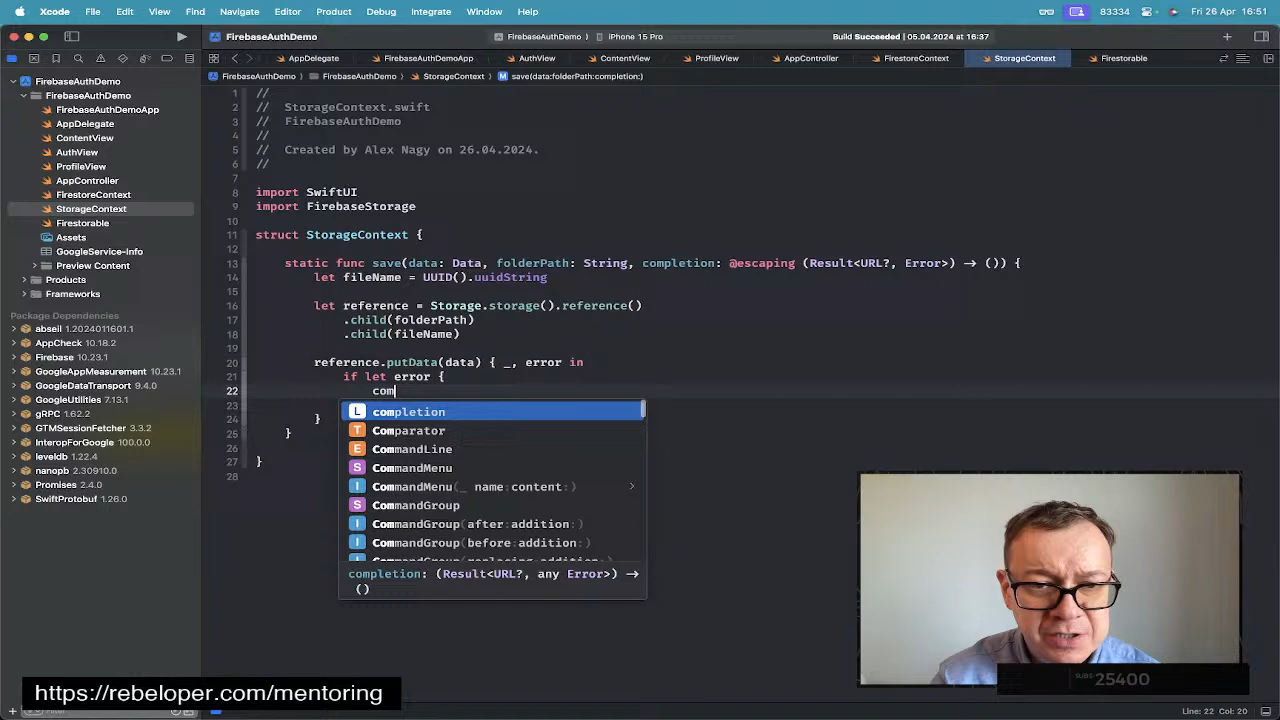 Xcode File Edit View Find Navigate Editor Product Debug Integrate Window Help 83334 Fri 26 Apr 16:51
FirebaseAuthDemo FirebaseAuthDemo iPhone 15 Pro Build Succeeded | 05.04.2024 at 16:37
AppDelegate FirebaseAuthDemoApp AuthView ContentView ProfileView AppController FirestoreContext StorageContext Firestorable
FirebaseAuthDemo FirebaseAuthDemo StorageContext M save(data:folderPath:completion:)
FirebaseAuthDemo
FirebaseAuthDemo
FirebaseAuthDemoApp
AppDelegate
ContentView
AuthView
ProfileView
AppController
FirestoreContext
StorageContext
Firestorable
Assets
GoogleService-Info
Preview Content
Products
Frameworks
Package Dependencies
abseil 1.2024011601.1
AppCheck 10.18.2
Firebase 10.23.1
GoogleAppMeasurement 10.23.1
GoogleDataTransport 9.4.0
GoogleUtilities 7.13.1
gRPC 1.62.2
GTMSessionFetcher 3.3.2
InteropForGoogle 100.0.0
leveldb 1.22.4
nanopb 2.30910.0
Promises 2.4.0
SwiftProtobuf 1.26.0
1 //
2 // StorageContext.swift
3 // FirebaseAuthDemo
4 //
5 // Created by Alex Nagy on 26.04.2024.
6 //
7
8 import SwiftUI
9 import FirebaseStorage
10
11 struct StorageContext {
12
13 static func save(data: Data, folderPath: String, completion: @escaping (Result<URL?, Error>) -> ()) {
14 let fileName = UUID().uuidString
15
16 let reference = Storage.storage().reference()
17 .child(folderPath)
18 .child(fileName)
19
20 reference.putData(data) { _, error in
21 if let error {
22 com
23
24 }
25 }
26
27 }
28
L completion
E Comparator
E CommandLine
S CommandMenu
I CommandMenu(_ name:content:)
S CommandGroup
I CommandGroup(after:addition:)
I CommandGroup(before:addition:)
I CommandGroup(replacing:addition:)
completion: (Result<URL?, any Error>) ->
()
https://rebeloper.com/mentoring
SUBS 25400
Filter
Line: 22 Col: 20